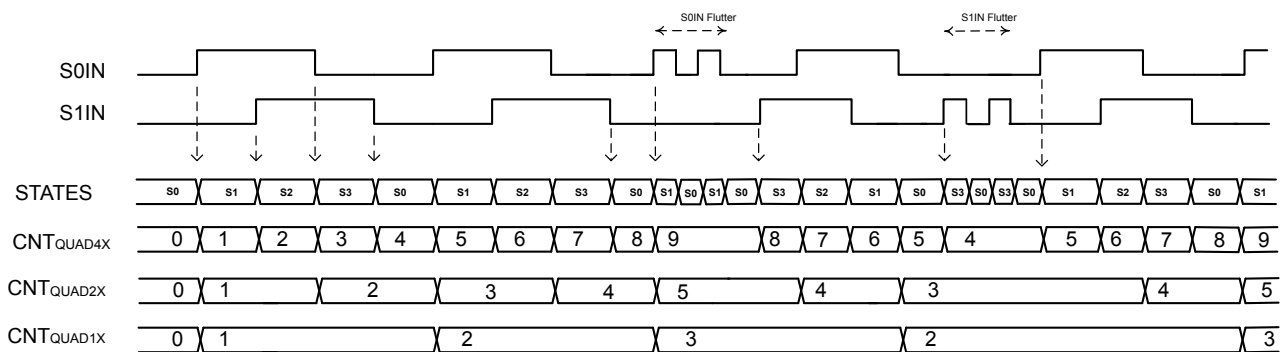 S0IN Flutter S1IN Flutter
S0IN
S1IN
STATES S0 S1 S2 S3 S0 S1 S2 S3 S0 S1 S0 S1 S0 S3 S2 S1 S0 S3 S0 S3 S0 S1 S2 S3 S0 S1
CNTQUAD4X 0 1 2 3 4 5 6 7 8 9 8 7 6 5 4 5 6 7 8 9
CNTQUAD2X 0 1 2 3 4 5 4 3 4 5
CNTQUAD1X 0 1 2 3 2 3